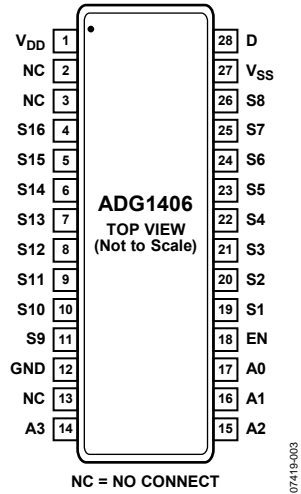 VDD 1 28 D
NC 2 27 VSS
NC 3 26 S8
S16 4 25 S7
S15 5 24 S6
S14 6 23 S5
S13 7 22 S4
S12 8 21 S3
S11 9 20 S2
S10 10 19 S1
S9 11 18 EN
GND 12 17 A0
NC 13 16 A1
A3 14 15 A2
ADG1406
TOP VIEW
(Not to Scale)
NC = NO CONNECT
07419-003